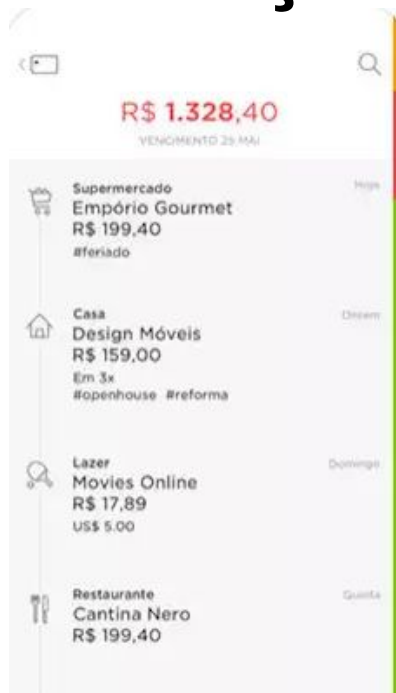 R$ 1.328,40
VENCIMENTO 25 MAI
Supermercado
Hoje
Empório Gourmet
R$ 199,40
#feriado
Casa
Ontem
Design Móveis
R$ 159,00
Em 3x
#openhouse #reforma
Lazer
Domingo
Movies Online
R$ 17,89
US$ 5.00
Restaurante
Quinta
Cantina Nero
R$ 199,40